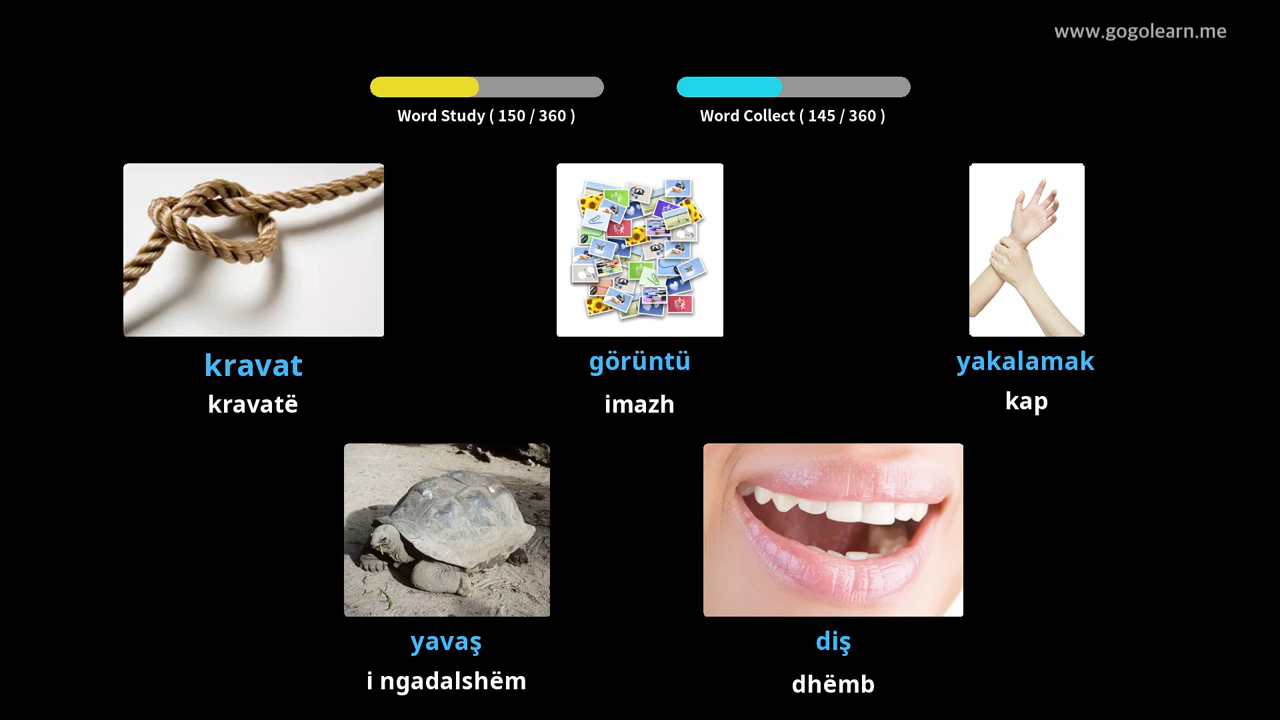 www.gogolearn.me
Word Study ( 150 / 360 )
Word Collect ( 145 / 360 )
kravat
kravatë
görüntü
imazh
yakalamak
kap
yavaş
i ngadalshëm
diş
dhëmb